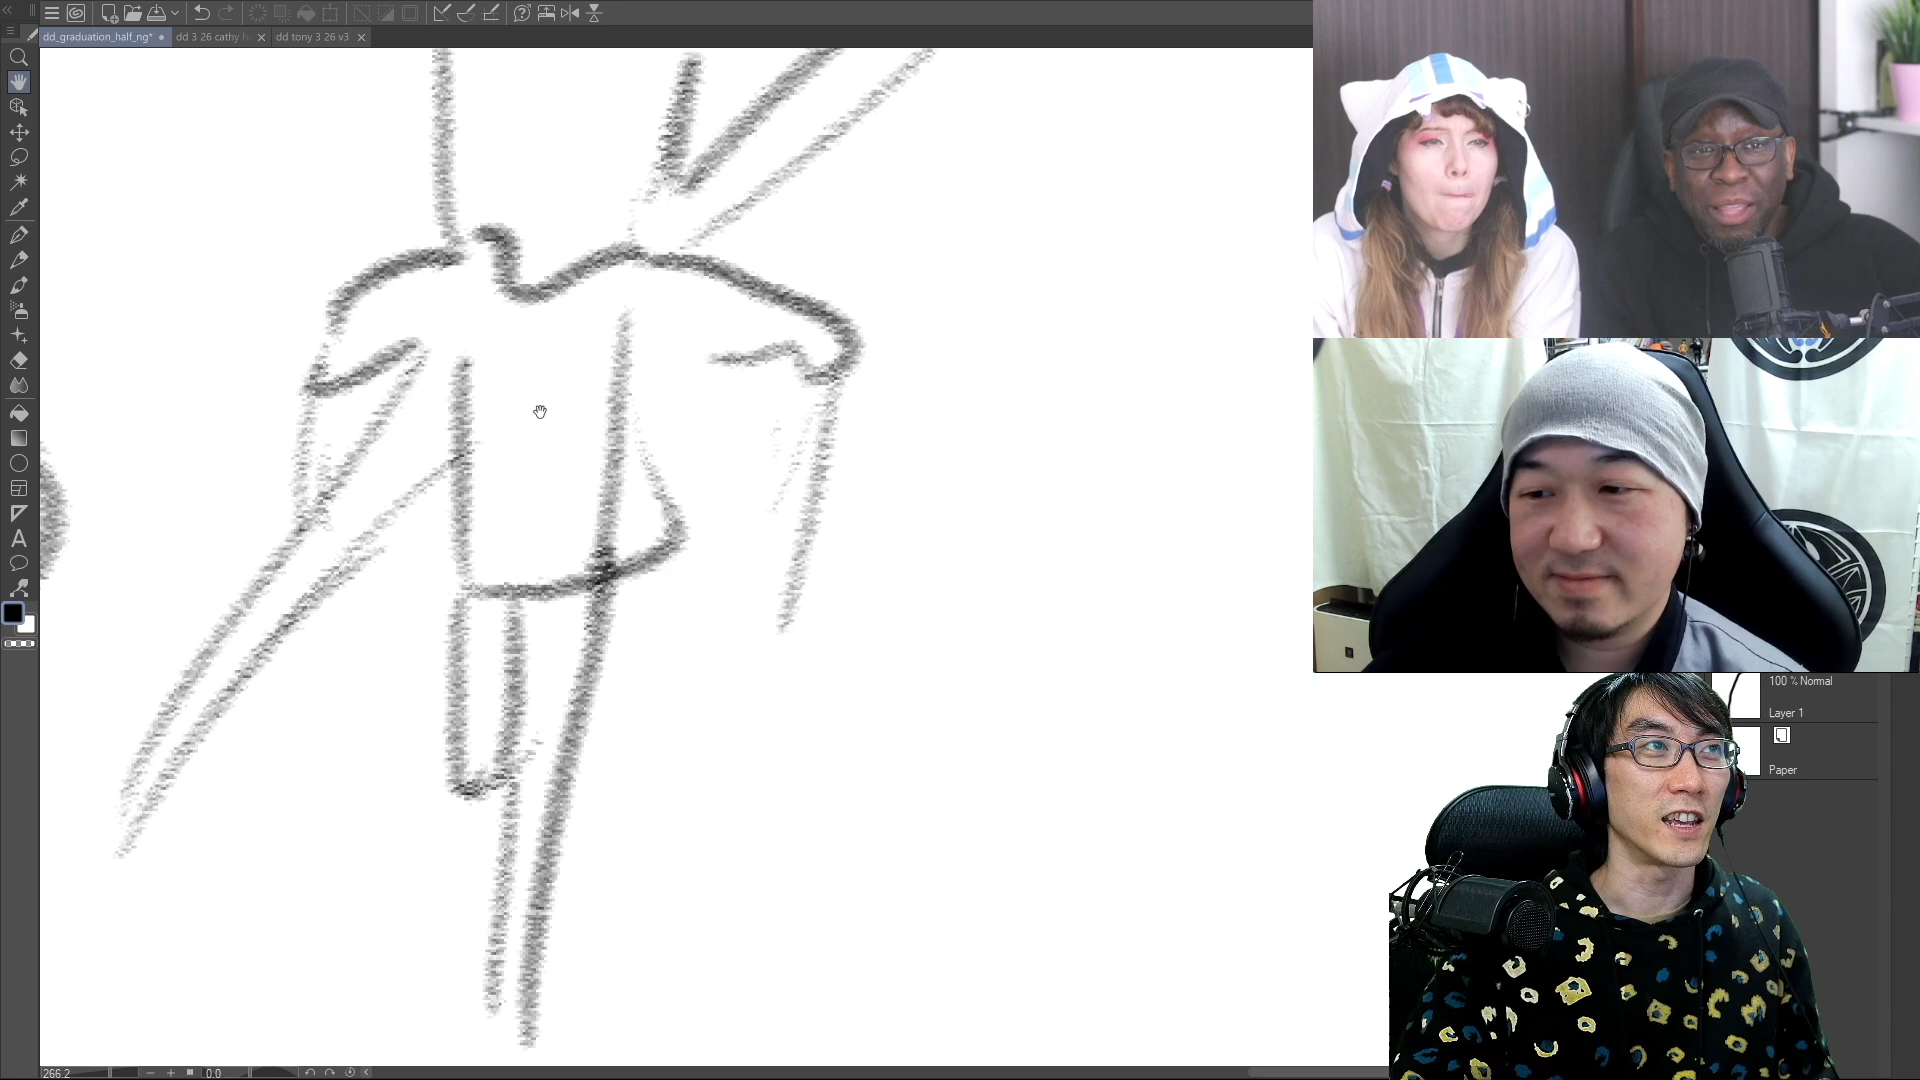 dd_graduation_half_ng*
dd 3 26 cathy h
dd tony 3 26 v3
100 % Normal
Layer 1
Paper
266.2
0.0